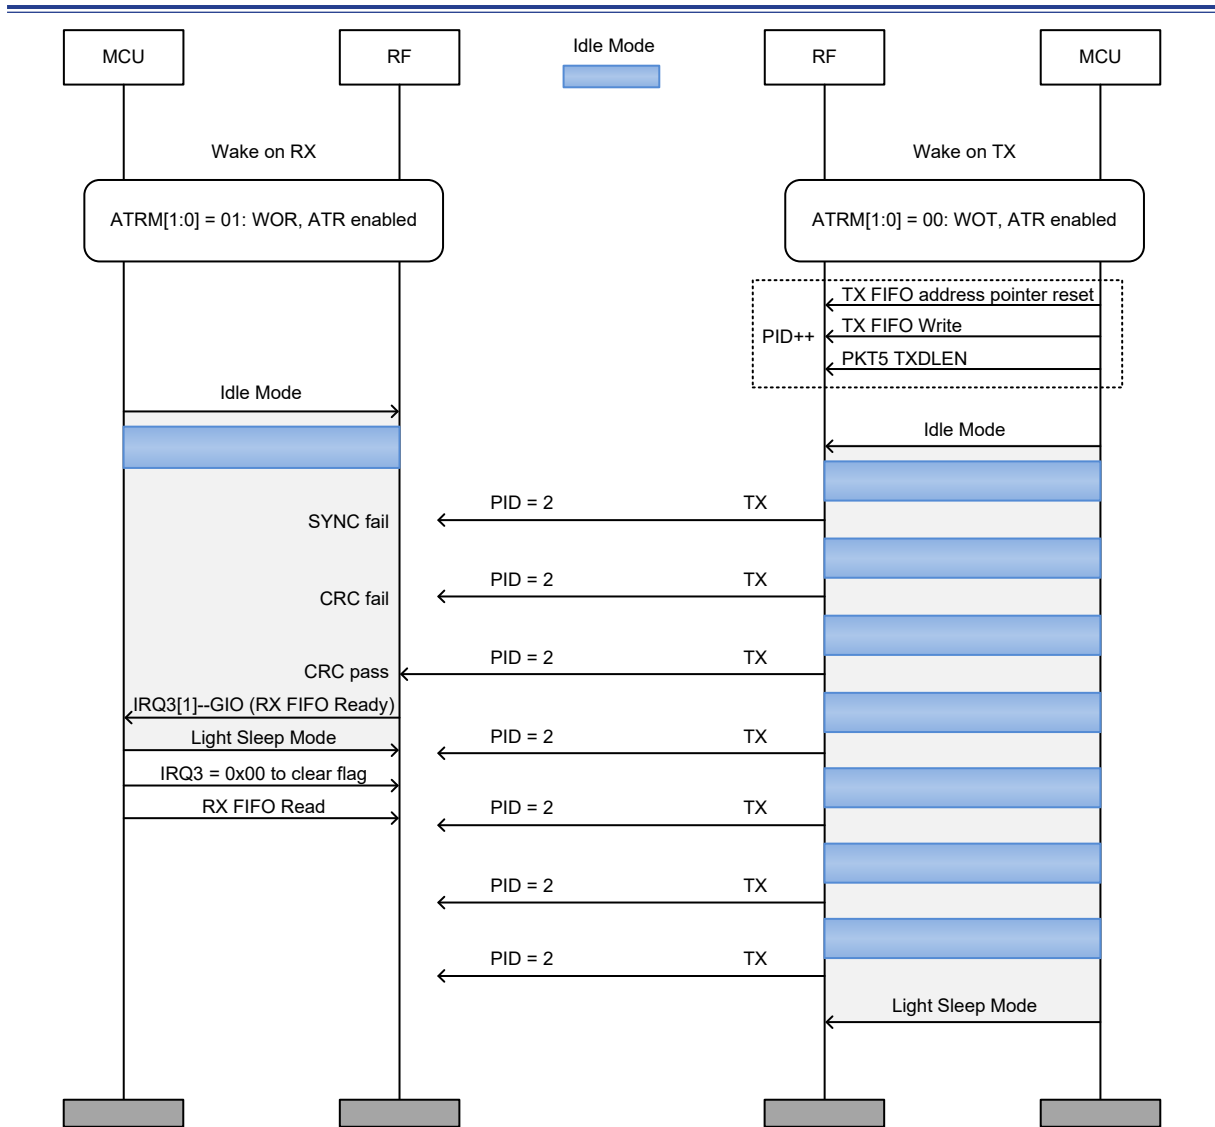 MCU
RF
Idle Mode
RF
MCU
Wake on RX
Wake on TX
ATRM[1:0] = 01: WOR, ATR enabled
ATRM[1:0] = 00: WOT, ATR enabled
TX FIFO address pointer reset
TX FIFO Write
PID++
PKT5 TXDLEN
Idle Mode
Idle Mode
PID = 2
TX
SYNC fail
PID = 2
TX
CRC fail
PID = 2
TX
CRC pass
IRQ3[1]--GIO (RX FIFO Ready)
Light Sleep Mode
PID = 2
TX
IRQ3 = 0x00 to clear flag
RX FIFO Read
PID = 2
TX
PID = 2
TX
PID = 2
TX
Light Sleep Mode